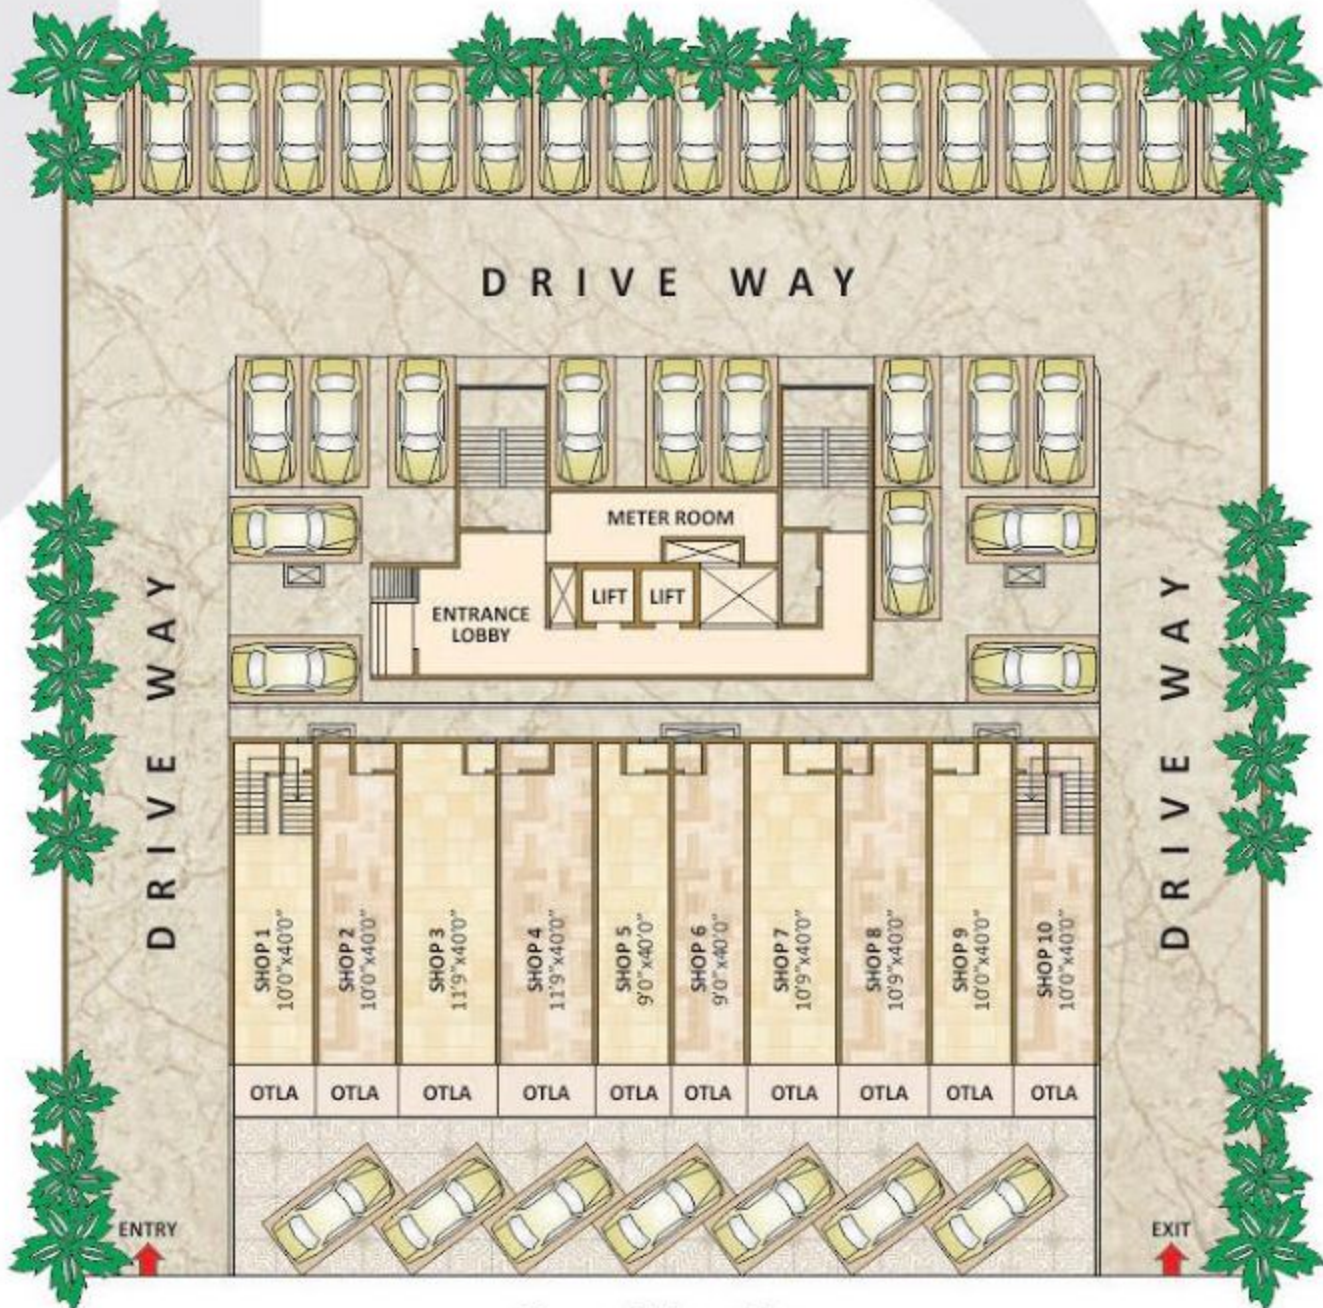 DRIVE WAY
METER ROOM
LIFT
LIFT
ENTRANCE
LOBBY
DRIVE WAY
DRIVE WAY
SHOP 1
10'0"x40'0"
SHOP 2
10'0"x40'0"
SHOP 3
11'9"x40'0"
SHOP 4
11'9"x40'0"
SHOP 5
9'0"x40'0"
SHOP 6
9'0"x40'0"
SHOP 7
10'9"x40'0"
SHOP 8
10'9"x40'0"
SHOP 9
10'0"x40'0"
SHOP 10
10'0"x40'0"
OTLA
OTLA
OTLA
OTLA
OTLA
OTLA
OTLA
OTLA
OTLA
OTLA
ENTRY
EXIT